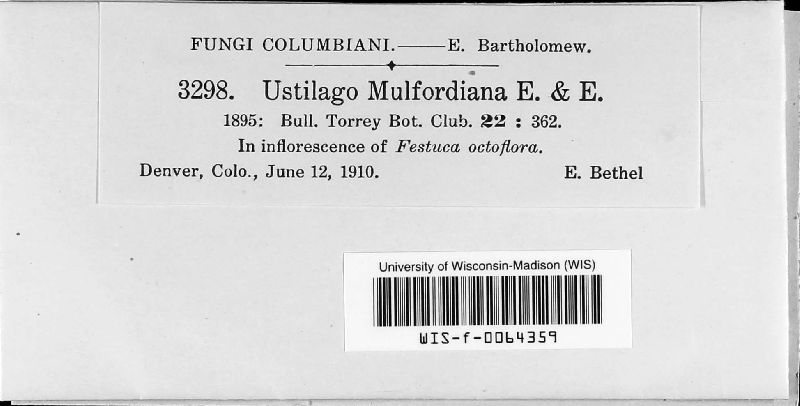 FUNGI COLUMBIANI.——E. Bartholomew.
3298. Ustilago Mulfordiana E. & E.
1895: Bull. Torrey Bot. Club. 22 : 362.
In inflorescence of Festuca octoflora.
Denver, Colo., June 12, 1910. E. Bethel
University of Wisconsin-Madison (WIS)
WIS-f-0064359